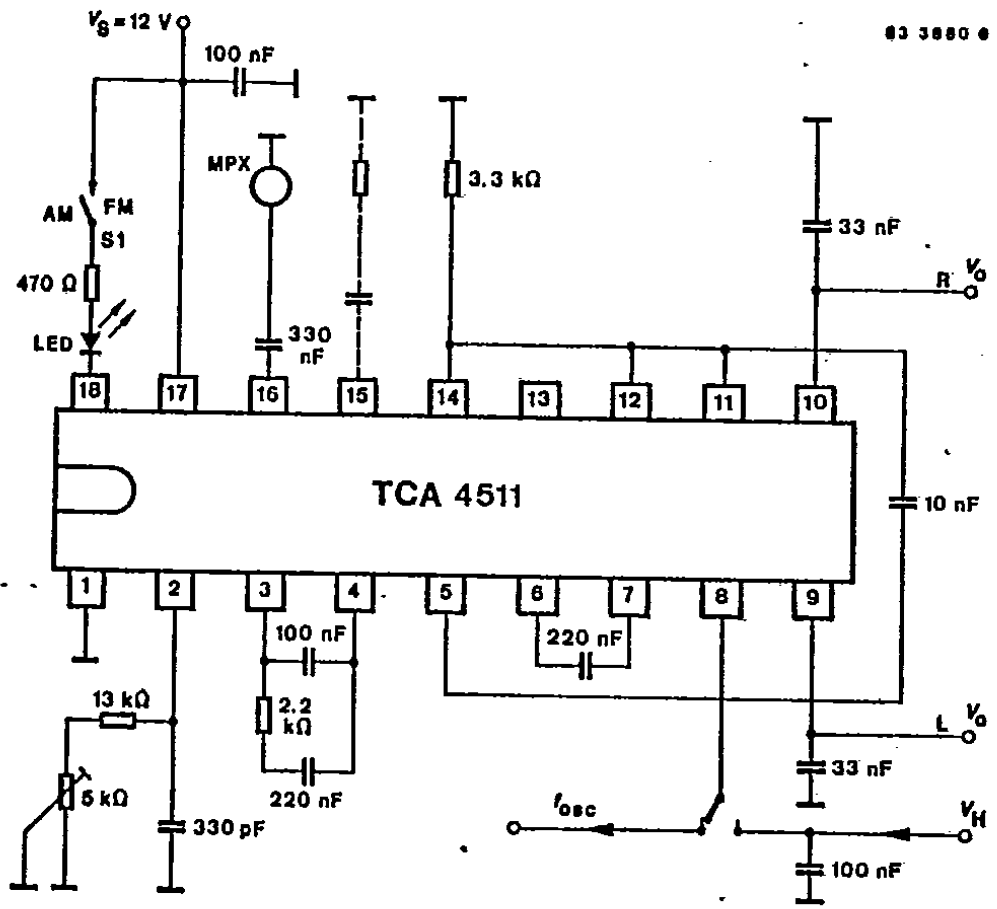 V_S = 12 V
100 nF
MPX
AM
FM
S1
470 Ω
LED
330 nF
3.3 kΩ
33 nF
R
V_o
18
17
16
15
14
13
12
11
10
TCA 4511
10 nF
1
2
3
4
5
6
7
8
9
100 nF
220 nF
13 kΩ
2.2 kΩ
5 kΩ
220 nF
330 pF
L
V_o
33 nF
f_osc
V_H
100 nF